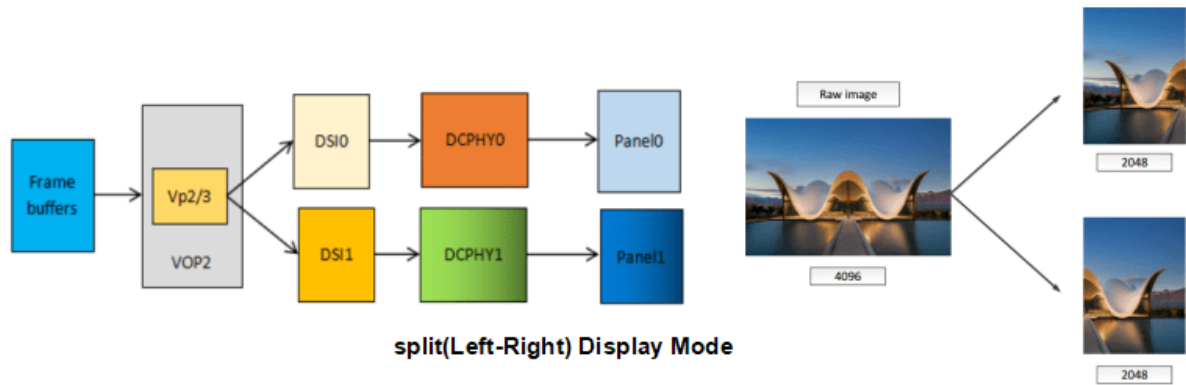 Frame
buffers
Vp2/3
VOP2
DSI0
DCPHY0
Panel0
DSI1
DCPHY1
Panel1
split(Left-Right) Display Mode
Raw image
4096
2048
2048